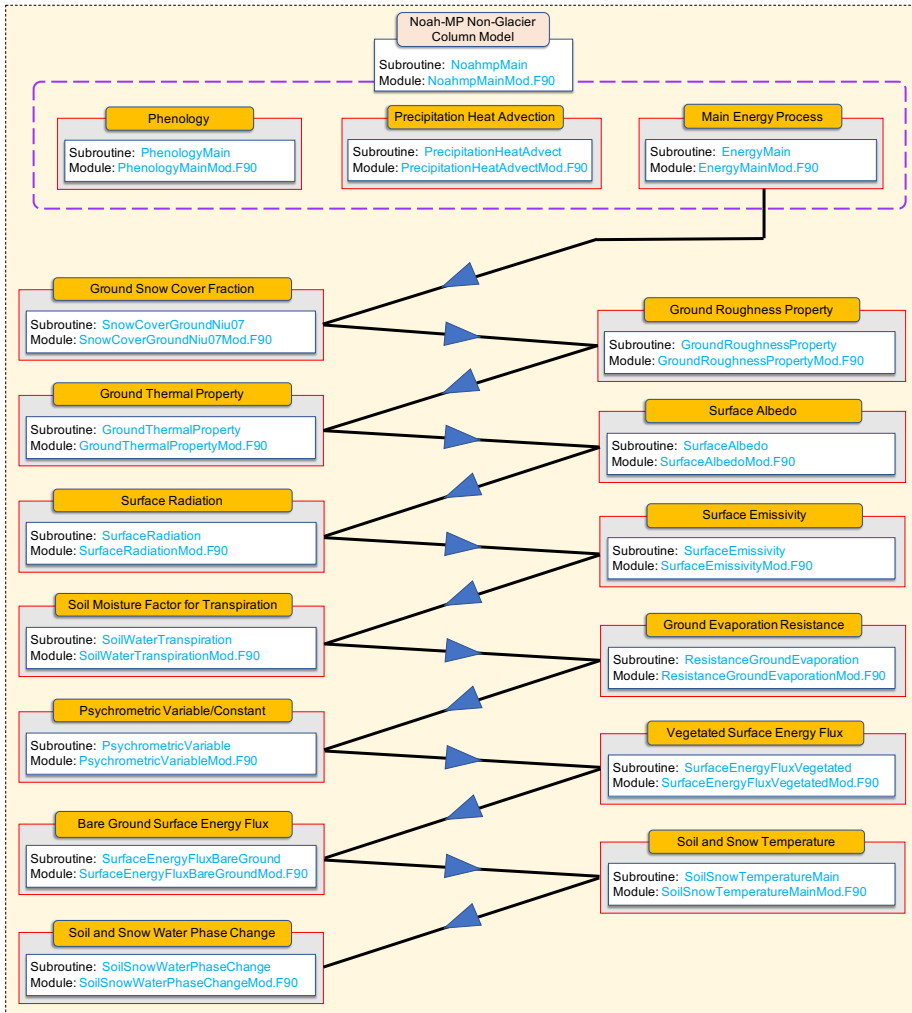 Noah-MP Non-Glacier
Column Model
Subroutine: NoahmpMain
Module: NoahmpMainMod.F90
Phenology
Subroutine: PhenologyMain
Module: PhenologyMainMod.F90
Precipitation Heat Advection
Subroutine: PrecipitationHeatAdvect
Module: PrecipitationHeatAdvectMod.F90
Main Energy Process
Subroutine: EnergyMain
Module: EnergyMainMod.F90
Ground Snow Cover Fraction
Subroutine: SnowCoverGroundNiu07
Module: SnowCoverGroundNiu07Mod.F90
Ground Roughness Property
Subroutine: GroundRoughnessProperty
Module: GroundRoughnessPropertyMod.F90
Ground Thermal Property
Subroutine: GroundThermalProperty
Module: GroundThermalPropertyMod.F90
Surface Albedo
Subroutine: SurfaceAlbedo
Module: SurfaceAlbedoMod.F90
Surface Radiation
Subroutine: SurfaceRadiation
Module: SurfaceRadiationMod.F90
Surface Emissivity
Subroutine: SurfaceEmissivity
Module: SurfaceEmissivityMod.F90
Soil Moisture Factor for Transpiration
Subroutine: SoilWaterTranspiration
Module: SoilWaterTranspirationMod.F90
Ground Evaporation Resistance
Subroutine: ResistanceGroundEvaporation
Module: ResistanceGroundEvaporationMod.F90
Psychrometric Variable/Constant
Subroutine: PsychrometricVariable
Module: PsychrometricVariableMod.F90
Vegetated Surface Energy Flux
Subroutine: SurfaceEnergyFluxVegetated
Module: SurfaceEnergyFluxVegetatedMod.F90
Bare Ground Surface Energy Flux
Subroutine: SurfaceEnergyFluxBareGround
Module: SurfaceEnergyFluxBareGroundMod.F90
Soil and Snow Temperature
Subroutine: SoilSnowTemperatureMain
Module: SoilSnowTemperatureMainMod.F90
Soil and Snow Water Phase Change
Subroutine: SoilSnowWaterPhaseChange
Module: SoilSnowWaterPhaseChangeMod.F90